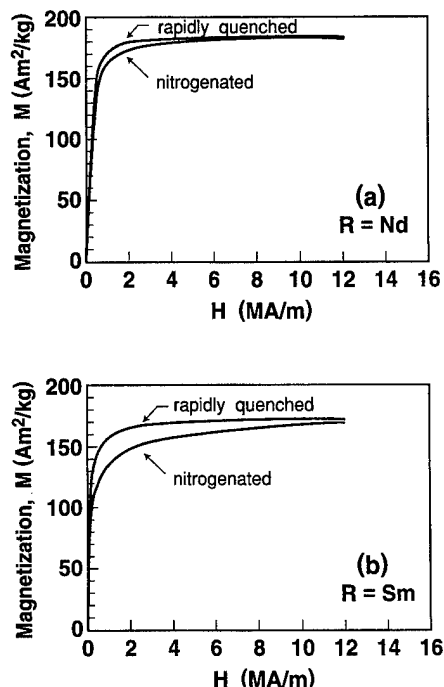 200
rapidly quenched
150
nitrogenated
100
50
(a)
R = Nd
0
0 2 4 6 8 10 12 14 16
H (MA/m)
Magnetization, M (Am²/kg)
200
rapidly quenched
150
nitrogenated
100
50
(b)
R = Sm
0
0 2 4 6 8 10 12 14 16
H (MA/m)
Magnetization, M (Am²/kg)